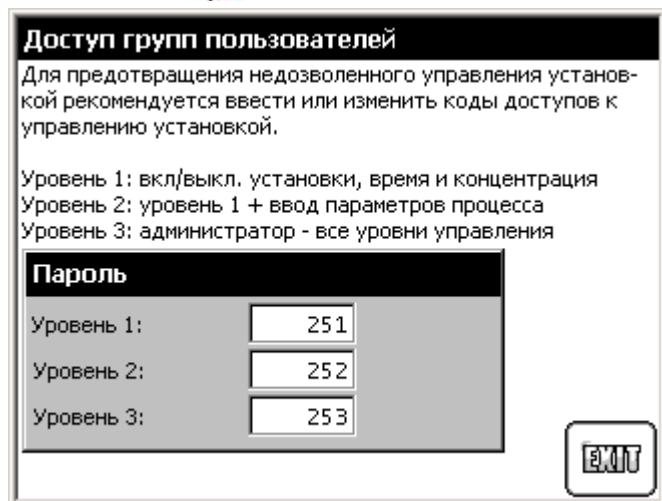 Доступ групп пользователей
Для предотвращения недозволенного управления установ-
кой рекомендуется ввести или изменить коды доступов к
управлению установкой.
Уровень 1: вкл/выкл. установки, время и концентрация
Уровень 2: уровень 1 + ввод параметров процесса
Уровень 3: администратор - все уровни управления
Пароль
Уровень 1: 251
Уровень 2: 252
Уровень 3: 253
EXIT